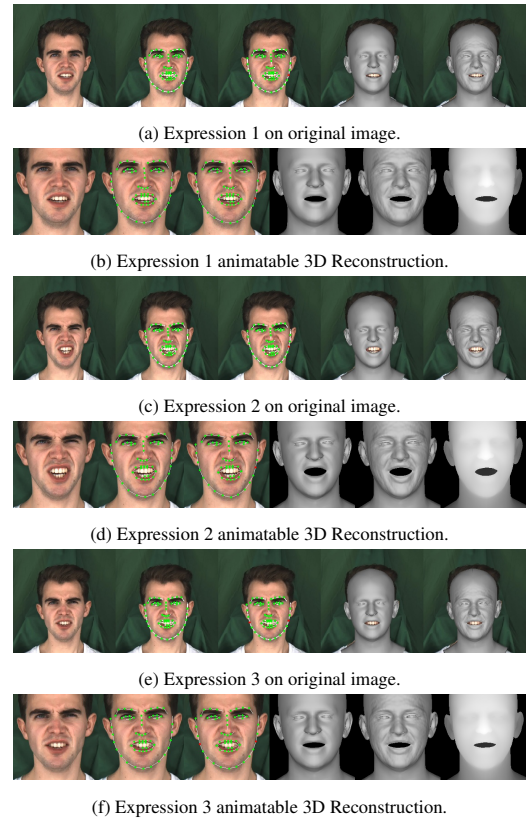 (a) Expression 1 on original image.
(b) Expression 1 animatable 3D Reconstruction.
(c) Expression 2 on original image.
(d) Expression 2 animatable 3D Reconstruction.
(e) Expression 3 on original image.
(f) Expression 3 animatable 3D Reconstruction.